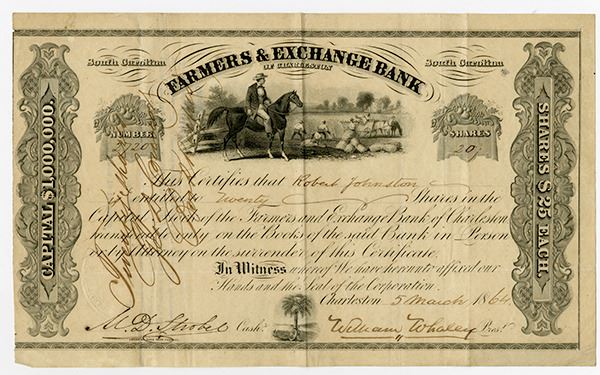 South Carolina
FARMERS & EXCHANGE BANK
OF CHARLESTON
South Carolina
CAPITAL $1,000,000.
SHARES $25 EACH.
NUMBER
SHARES
20
This Certifies that Robert Johnston
is entitled to twenty Shares in the
Capital Stock of the Farmers and Exchange Bank of Charleston
transferable only on the Books of the said Bank in Person
or by Attorney on the surrender of this Certificate.
In Witness whereof We have hereunto affixed our
Hands and the Seal of the Corporation.
Charleston 5 March 1864
M. D. Strobel Cash.r William Whaley Pres.t